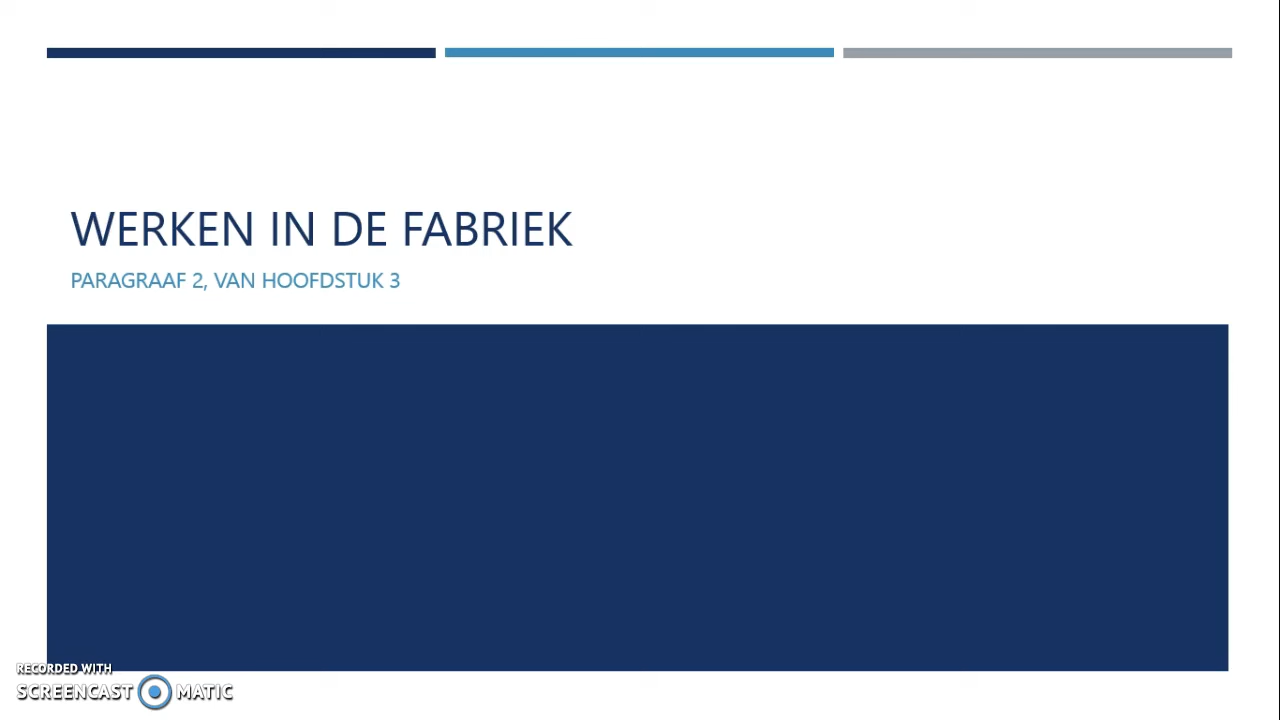 WERKEN IN DE FABRIEK
PARAGRAAF 2, VAN HOOFDSTUK 3
RECORDED WITH
SCREENCAST MATIC